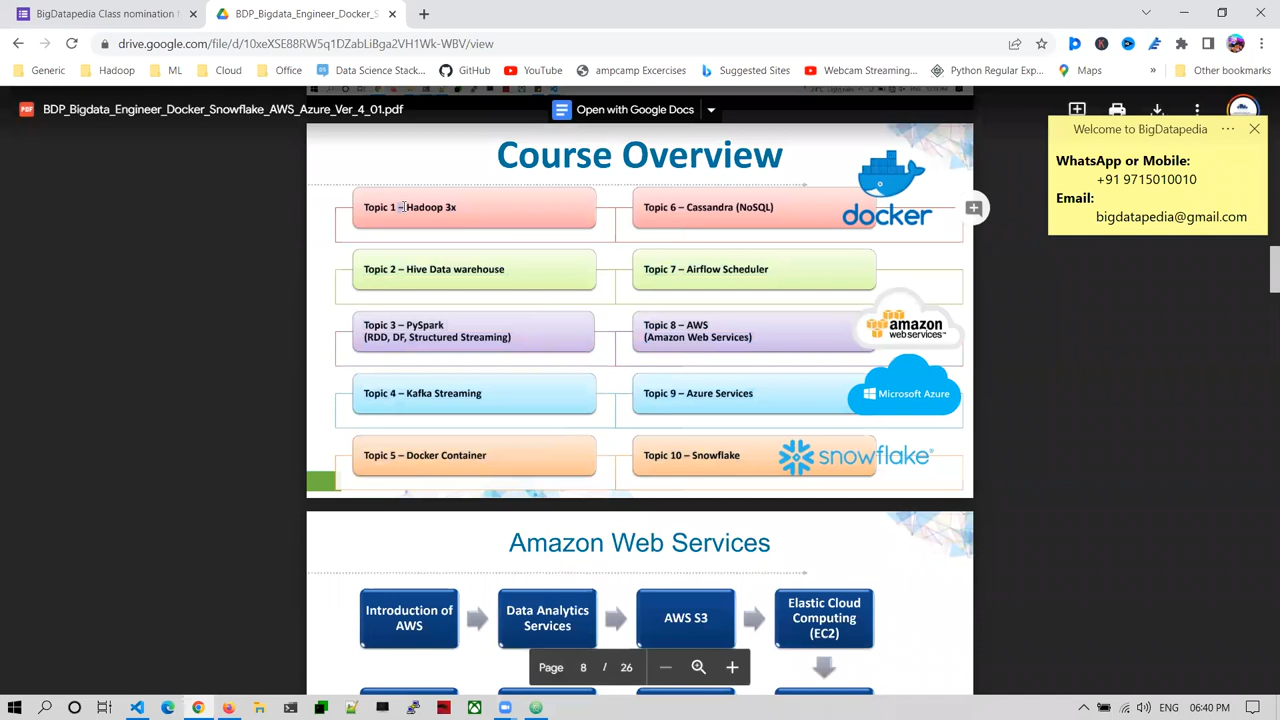 BigDatapedia Class nomination f
BDP_Bigdata_Engineer_Docker_S
drive.google.com/file/d/10xeXSE88RW5q1DZabLiBga2VH1Wk-WBV/view
Generic
Hadoop
ML
Cloud
Office
Data Science Stack...
GitHub
YouTube
ampcamp Excercises
Suggested Sites
Webcam Streaming...
Python Regular Exp...
Maps
»
Other bookmarks
PDF
BDP_Bigdata_Engineer_Docker_Snowflake_AWS_Azure_Ver_4_01.pdf
Open with Google Docs
Welcome to BigDatapedia
WhatsApp or Mobile:
+91 9715010010
Email:
bigdatapedia@gmail.com
Course Overview
docker
Topic 1 – Hadoop 3x
Topic 6 – Cassandra (NoSQL)
Topic 2 – Hive Data warehouse
Topic 7 – Airflow Scheduler
Topic 3 – PySpark
(RDD, DF, Structured Streaming)
Topic 8 – AWS
(Amazon Web Services)
amazon
webservices™
Topic 4 – Kafka Streaming
Topic 9 – Azure Services
Microsoft Azure
Topic 5 – Docker Container
Topic 10 – Snowflake
snowflake
Amazon Web Services
Introduction of
AWS
Data Analytics
Services
AWS S3
Elastic Cloud
Computing
(EC2)
Page 8 / 26
ENG
06:40 PM